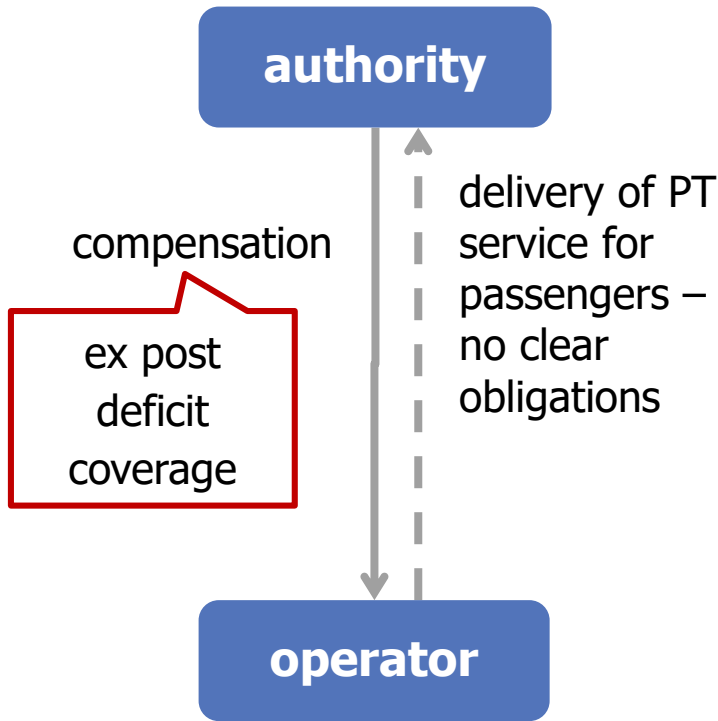 authority
compensation
ex post
deficit
coverage
delivery of PT
service for
passengers –
no clear
obligations
operator